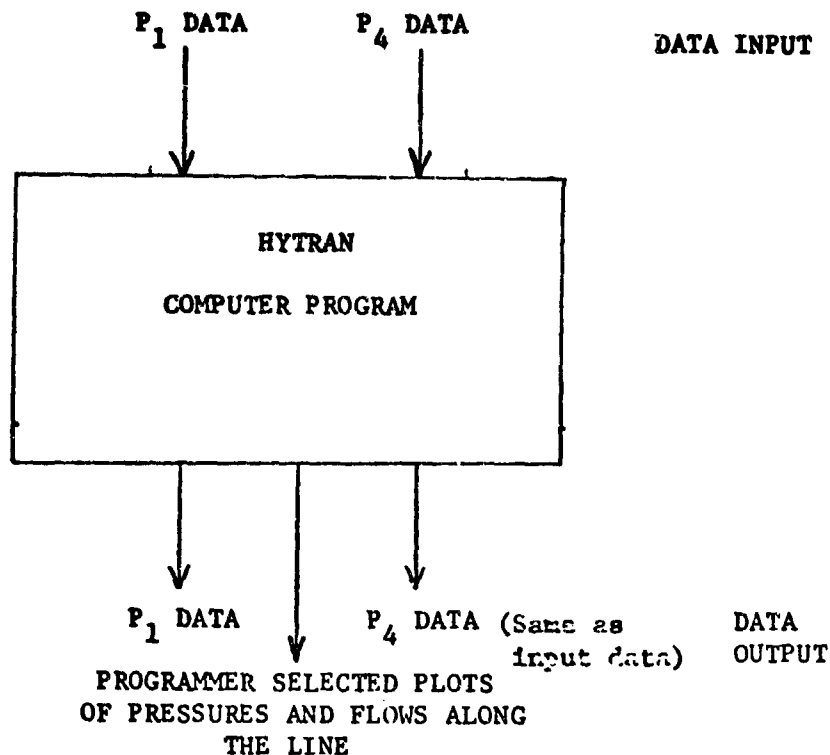 P1 DATA P4 DATA DATA INPUT
HYTRAN
COMPUTER PROGRAM
P1 DATA P4 DATA (Same as DATA
input data) OUTPUT
PROGRAMMER SELECTED PLOTS
OF PRESSURES AND FLOWS ALONG
THE LINE